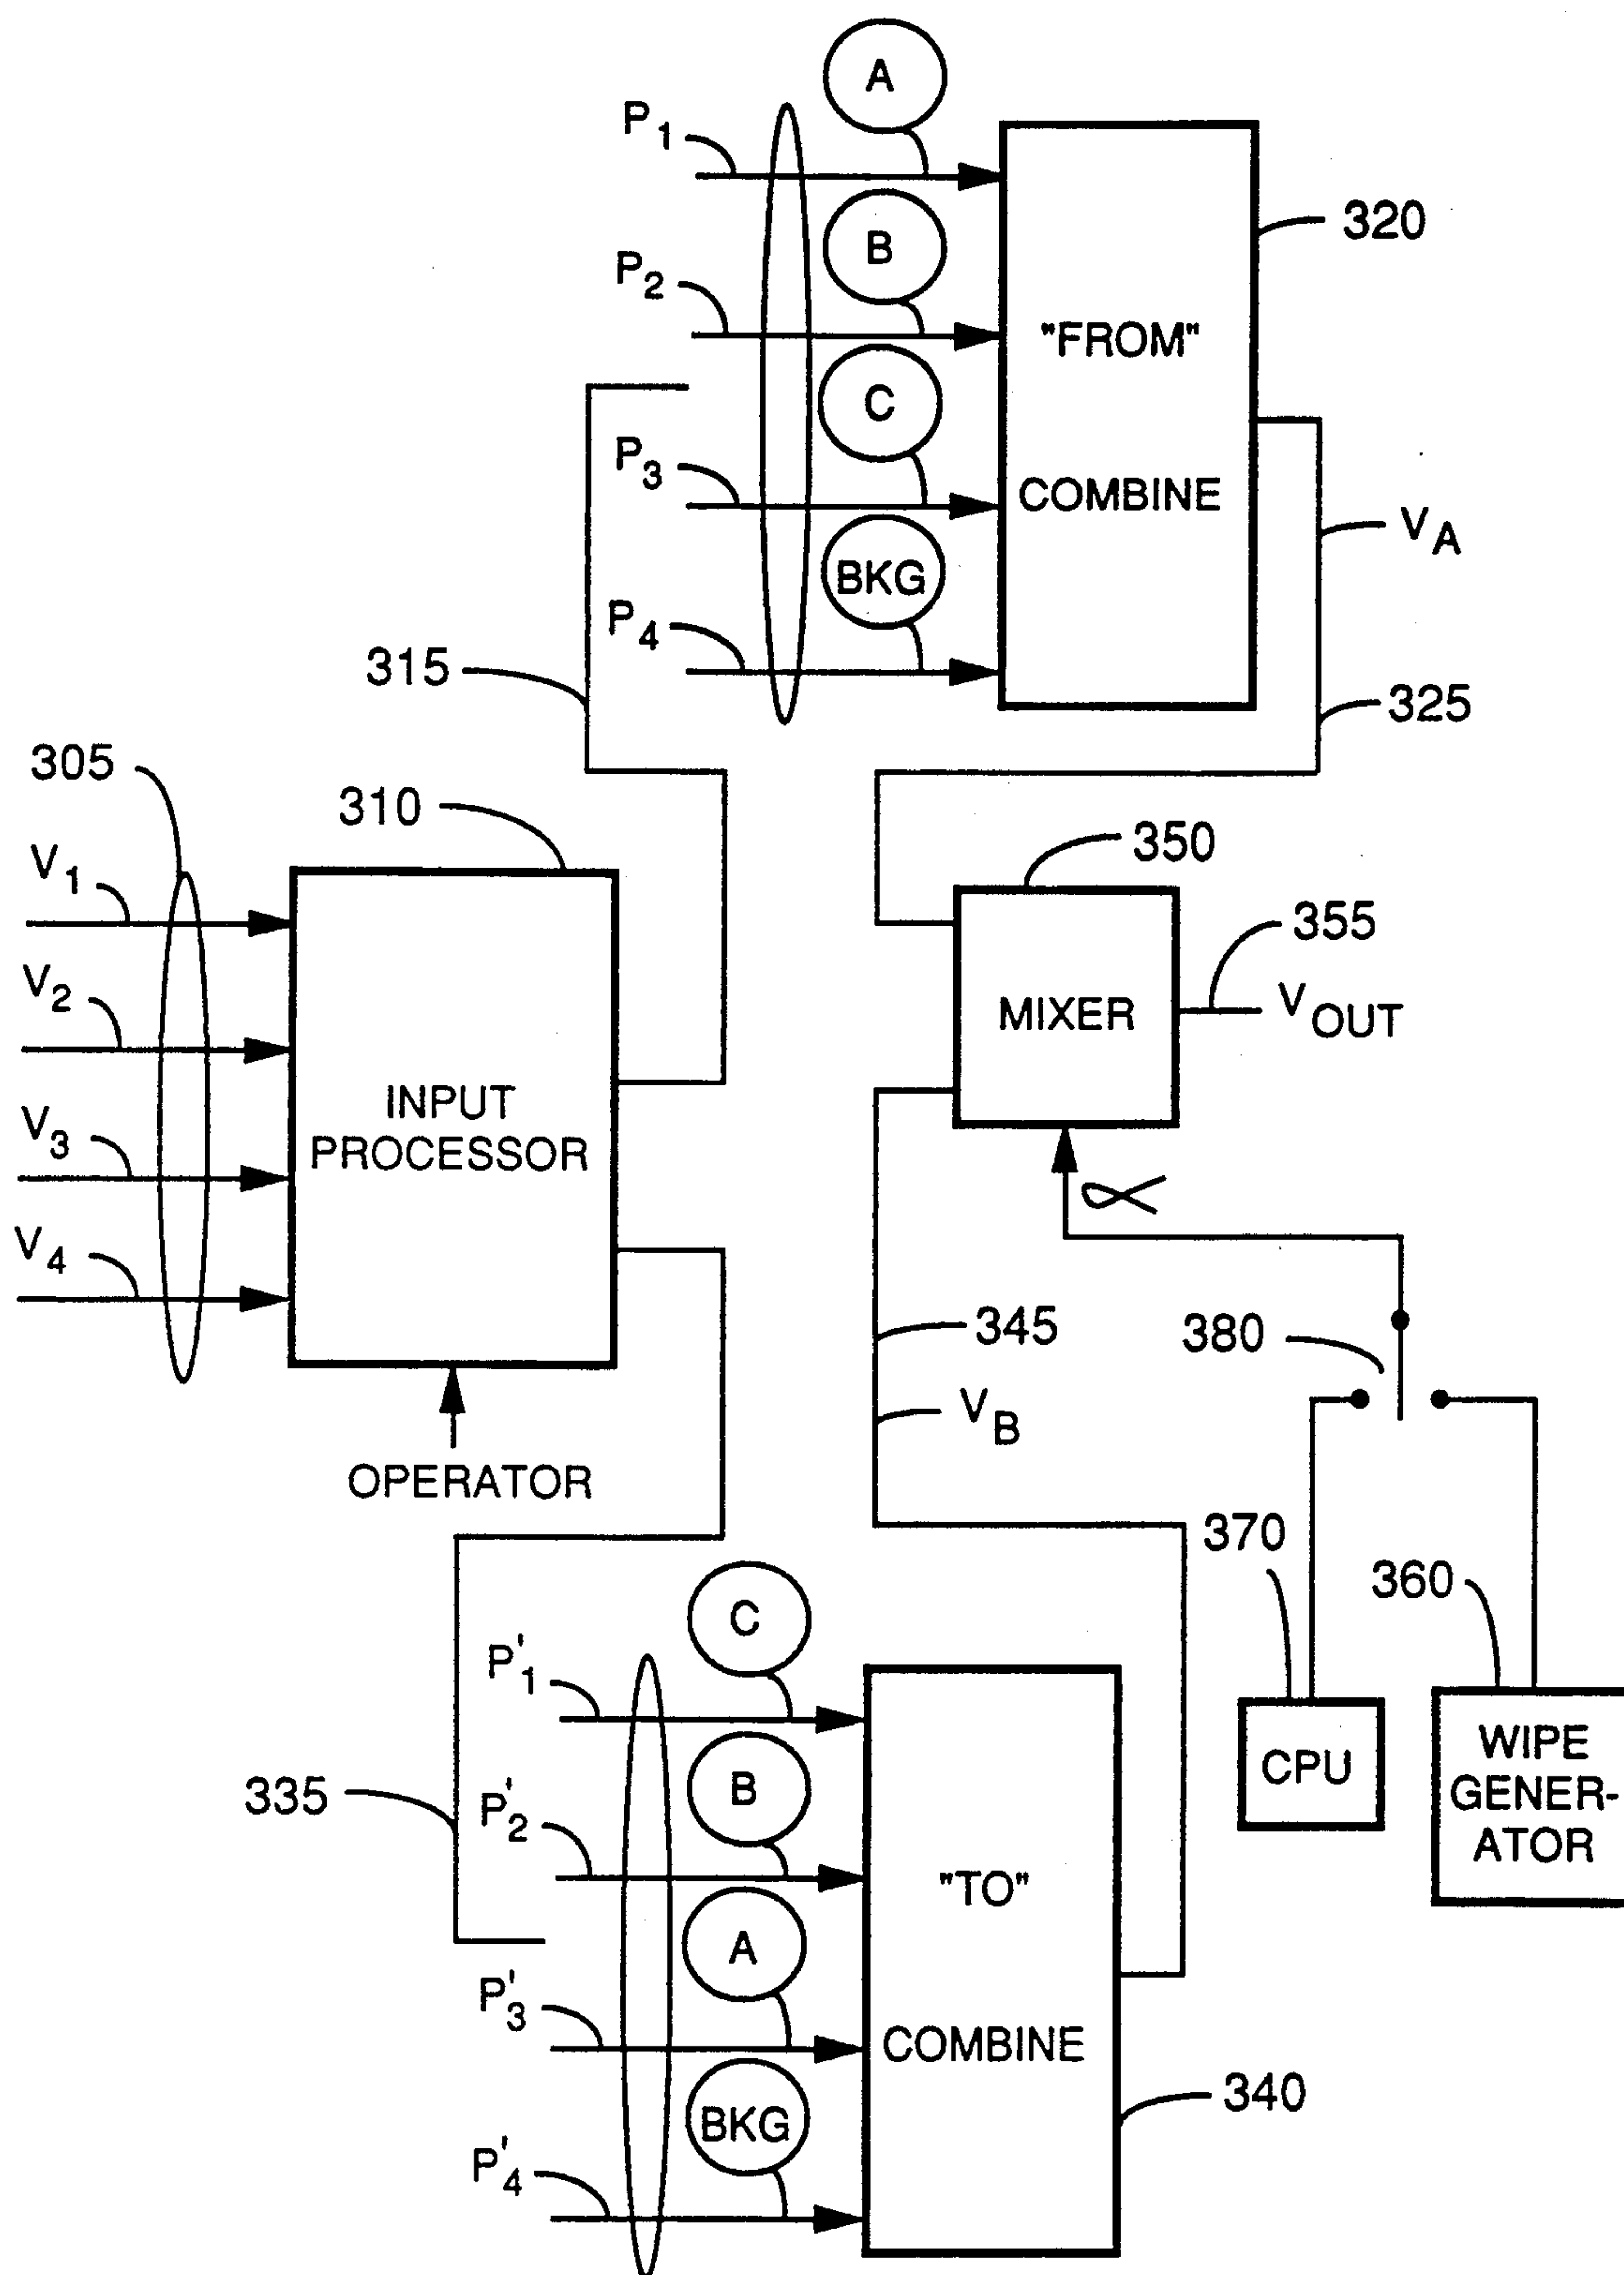 A
P1
B
320
P2
"FROM"
C
P3
COMBINE
VA
BKG
P4
315
325
305
310
350
V1
355
V2
MIXER
VOUT
INPUT
PROCESSOR
V3
∝
V4
345
380
VB
OPERATOR
370
360
C
P'1
WIPE
GENER-
ATOR
CPU
B
335
P'2
"TO"
A
P'3
COMBINE
340
BKG
P'4